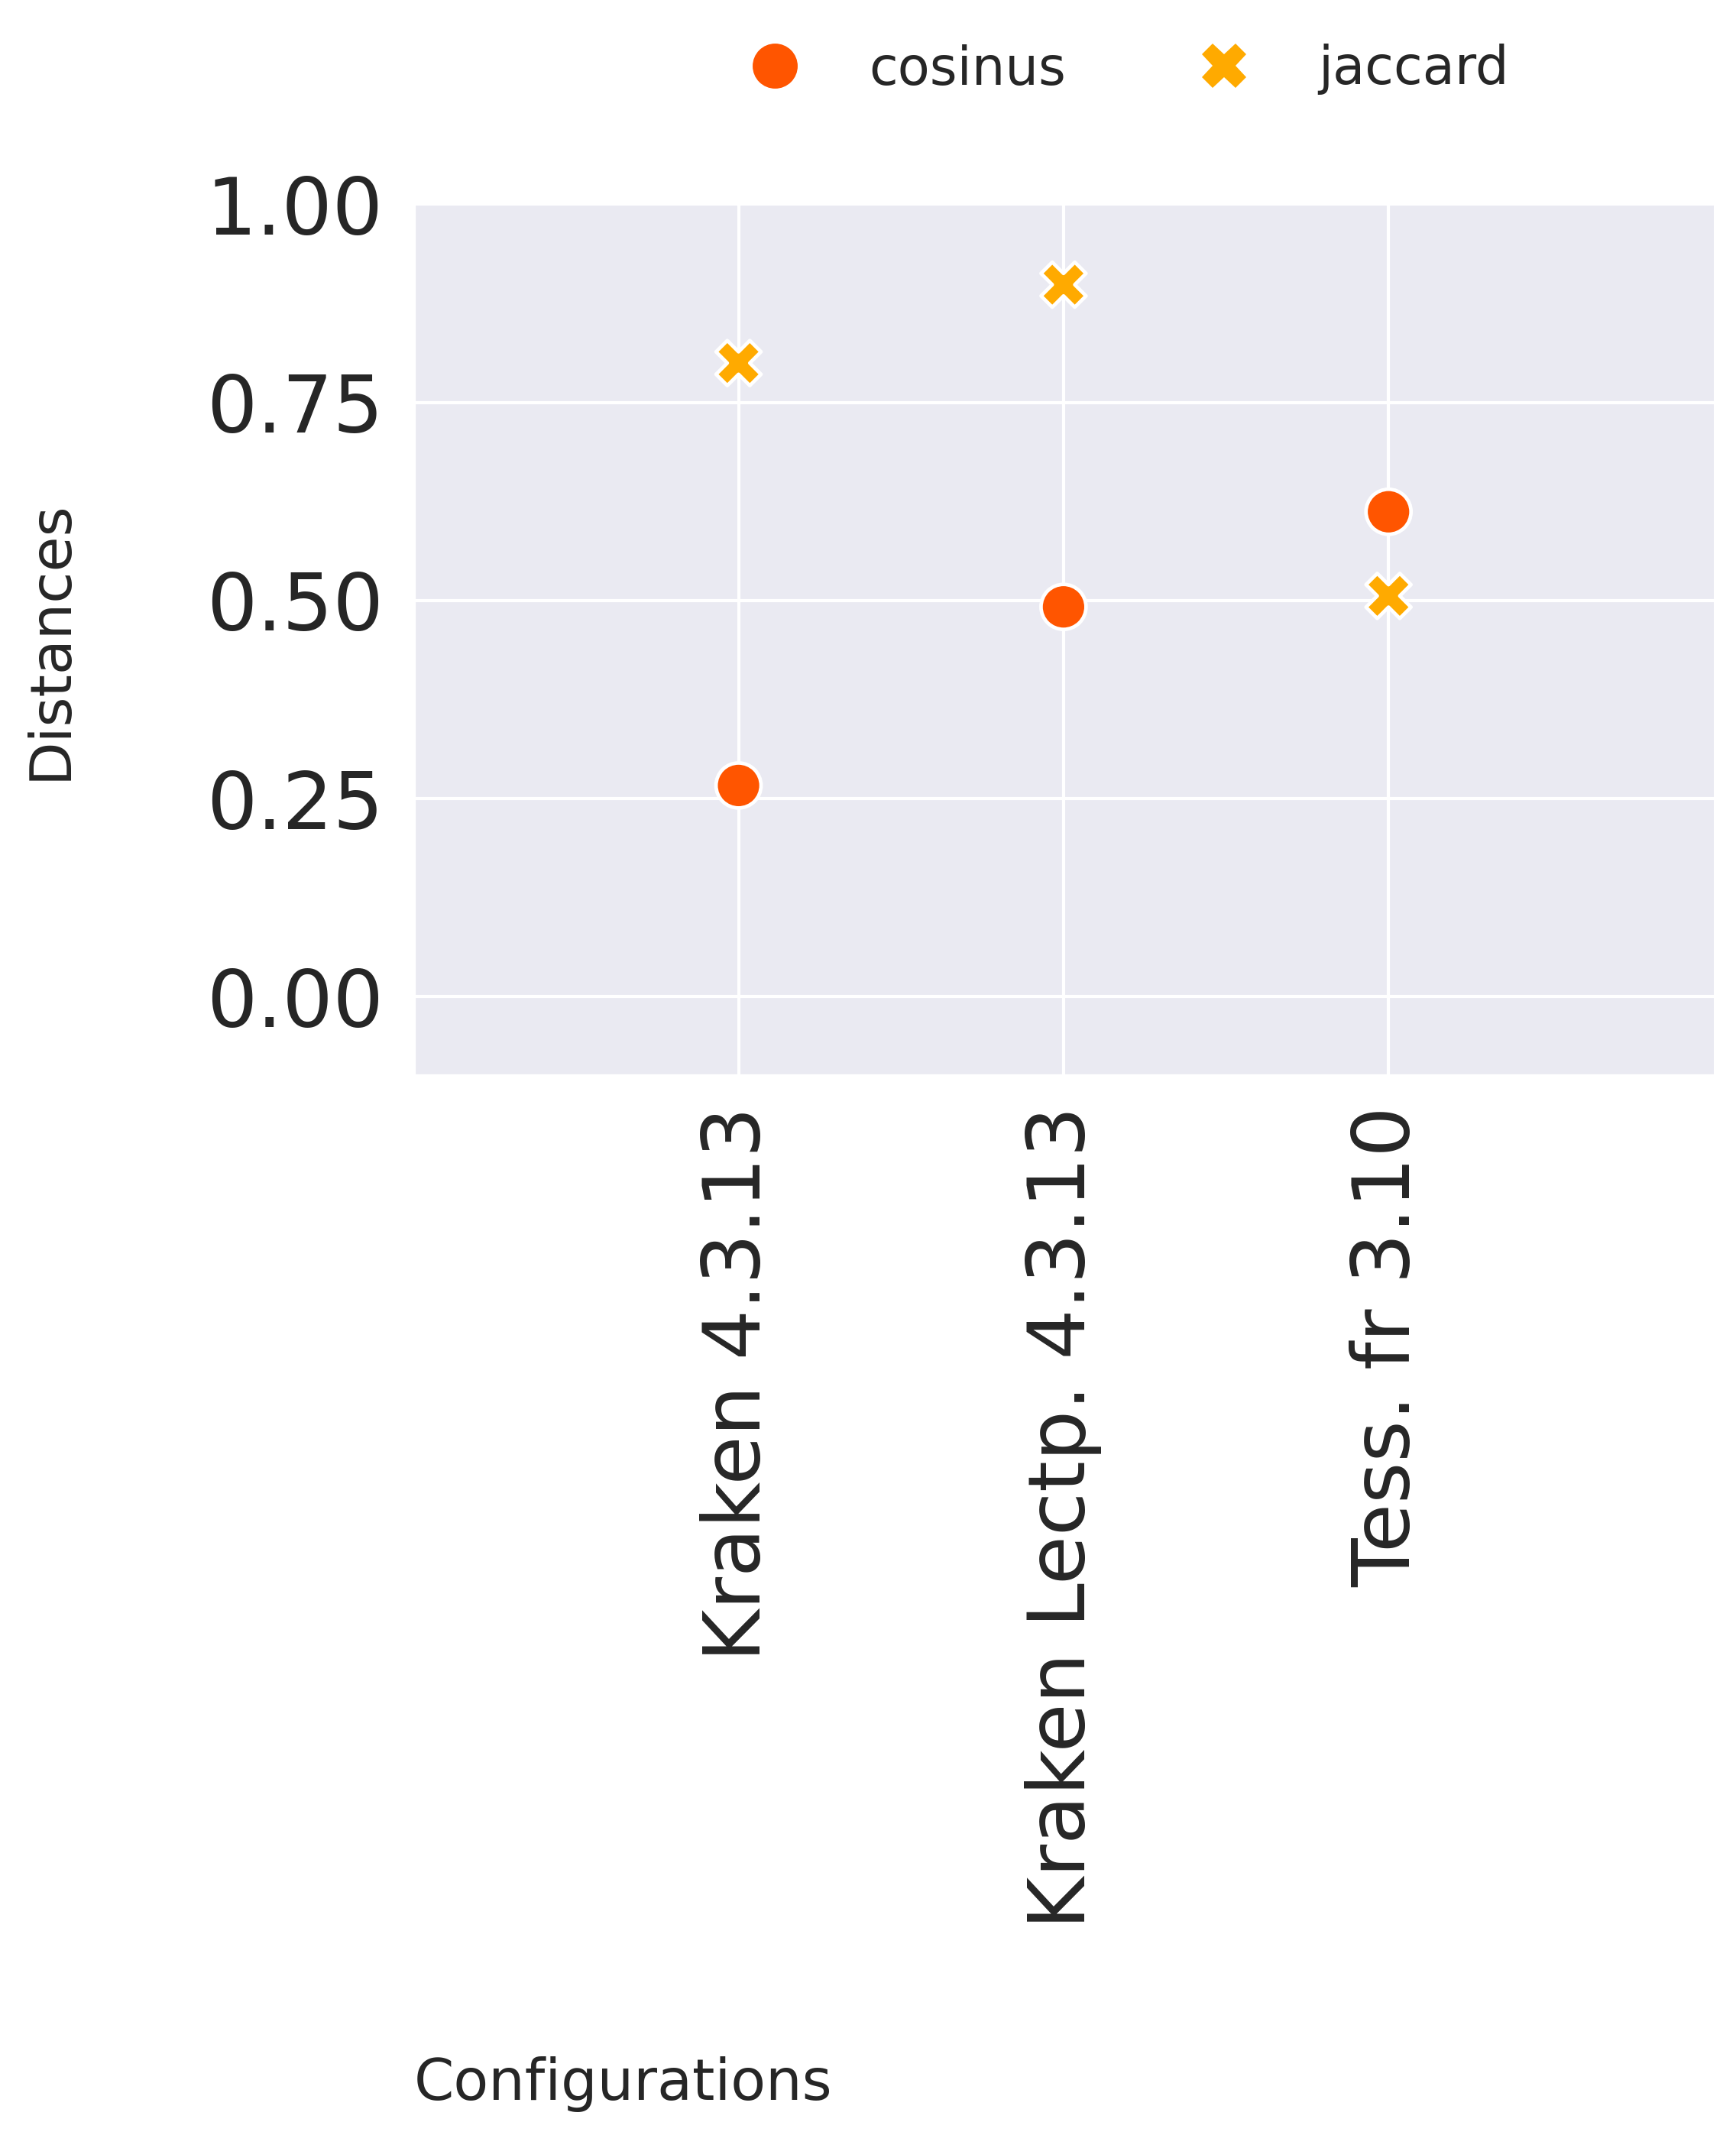 cosinus jaccard
1.00
0.75
0.50
0.25
0.00
Distances
Kraken 4.3.13
Kraken Lectp. 4.3.13
Tess. fr 3.10
Configurations